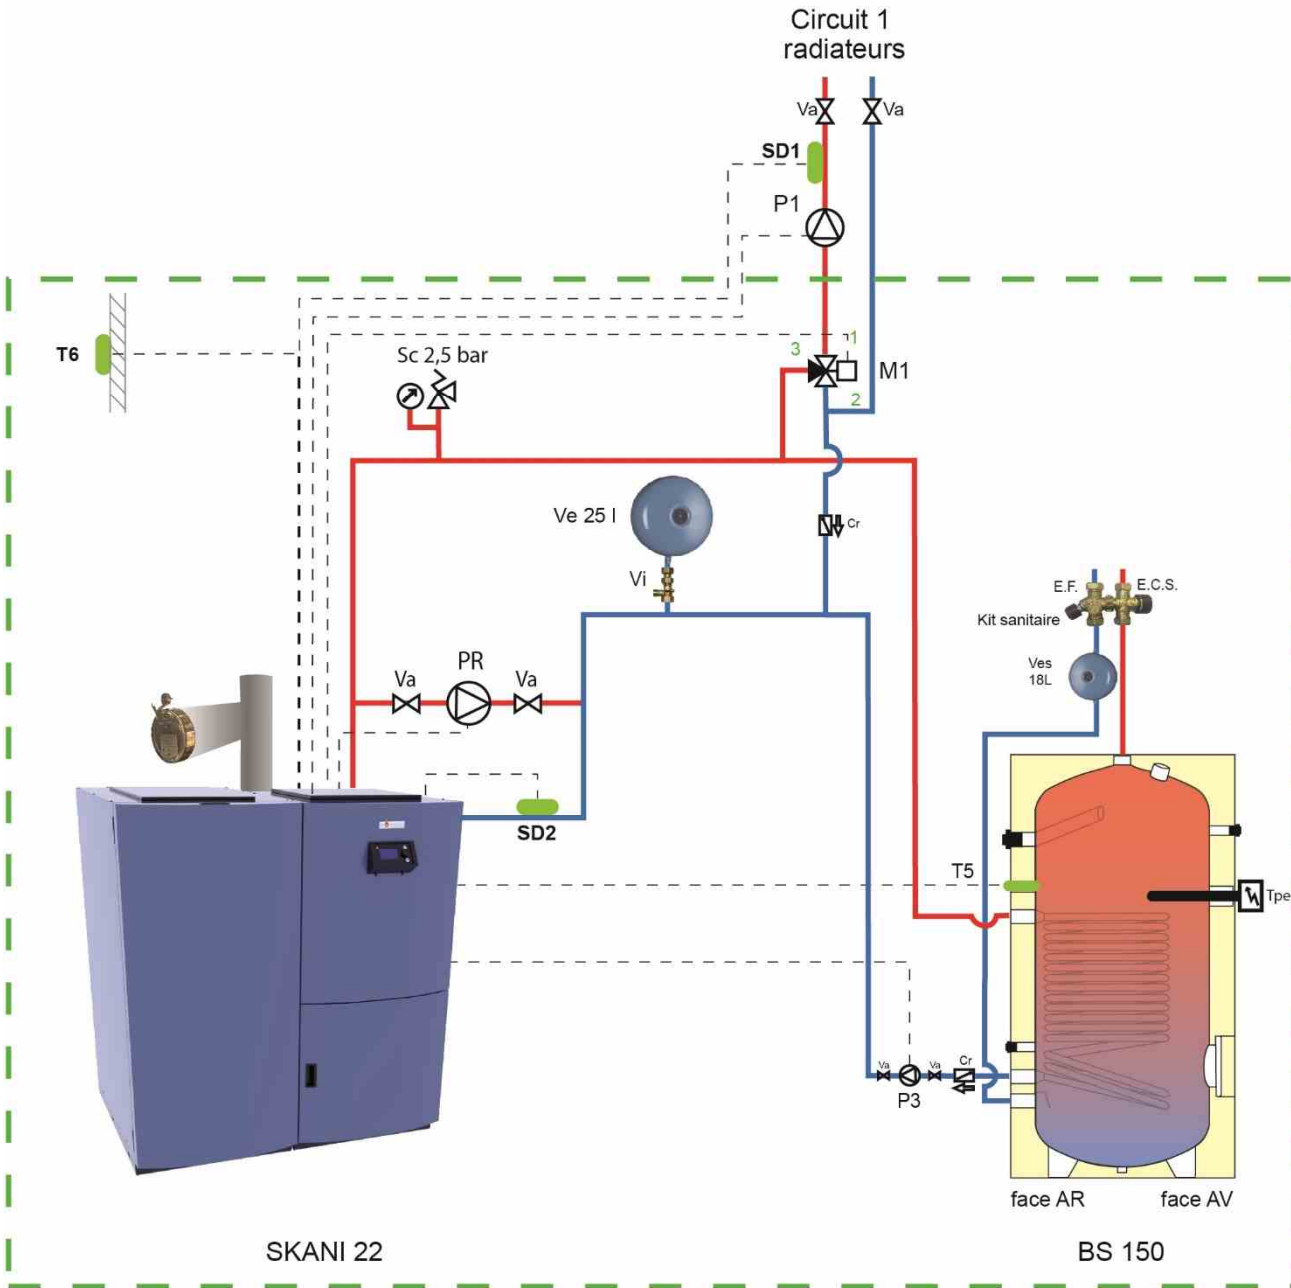 Circuit 1
radiateurs
Va
Va
SD1
P1
T6
Sc 2,5 bar
3
1
M1
2
Ve 25 l
Cr
Vi
E.F.
E.C.S.
Kit sanitaire
Va
PR
Va
Ves
18L
SD2
T5
Tpe
Va
Va
Cr
P3
face AR
face AV
SKANI 22
BS 150